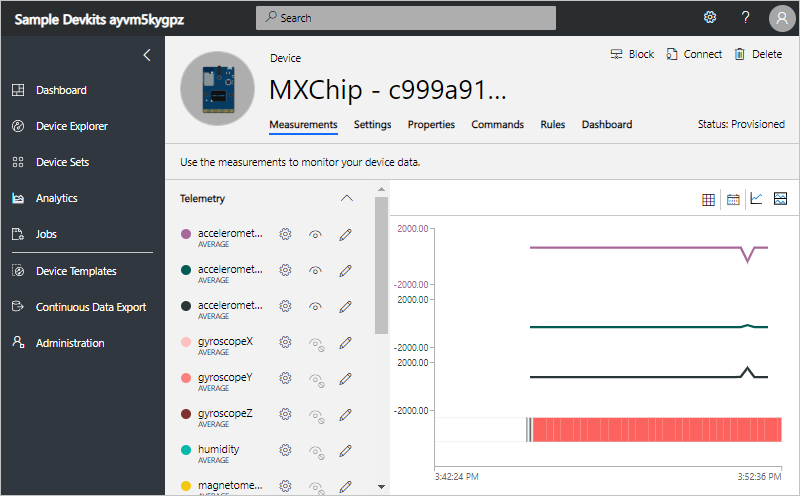 Sample Devkits ayvm5kygpz
Search
?
Dashboard
Device Explorer
Device Sets
Analytics
Jobs
Device Templates
Continuous Data Export
Administration
Device
MXChip - c999a91...
Block
Connect
Delete
Measurements Settings Properties Commands Rules Dashboard
Status: Provisioned
Use the measurements to monitor your device data.
Telemetry
acceleromet...
AVERAGE
acceleromet...
AVERAGE
acceleromet...
AVERAGE
gyroscopeX
AVERAGE
gyroscopeY
AVERAGE
gyroscopeZ
AVERAGE
humidity
AVERAGE
magnetome...
AVERAGE
2000.00
-2000.00
2000.00
-2000.00
2000.00
-2000.00
3:42:24 PM 3:52:36 PM